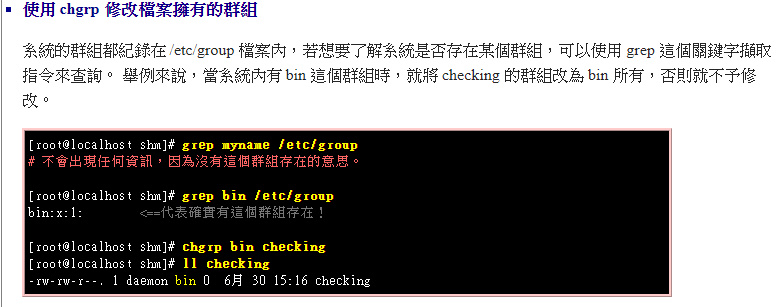 使用 chgrp 修改檔案擁有的群組
系統的群組都紀錄在 /etc/group 檔案內，若想要了解系統是否存在某個群組，可以使用 grep 這個關鍵字擷取
指令來查詢。 舉例來說，當系統內有 bin 這個群組時，就將 checking 的群組改為 bin 所有，否則就不予修
改。
[root@localhost shm]# grep myname /etc/group
# 不會出現任何資訊，因為沒有這個群組存在的意思。
[root@localhost shm]# grep bin /etc/group
bin:x:1: <==代表確實有這個群組存在！
[root@localhost shm]# chgrp bin checking
[root@localhost shm]# ll checking
-rw-rw-r--. 1 daemon bin 0 6月 30 15:16 checking